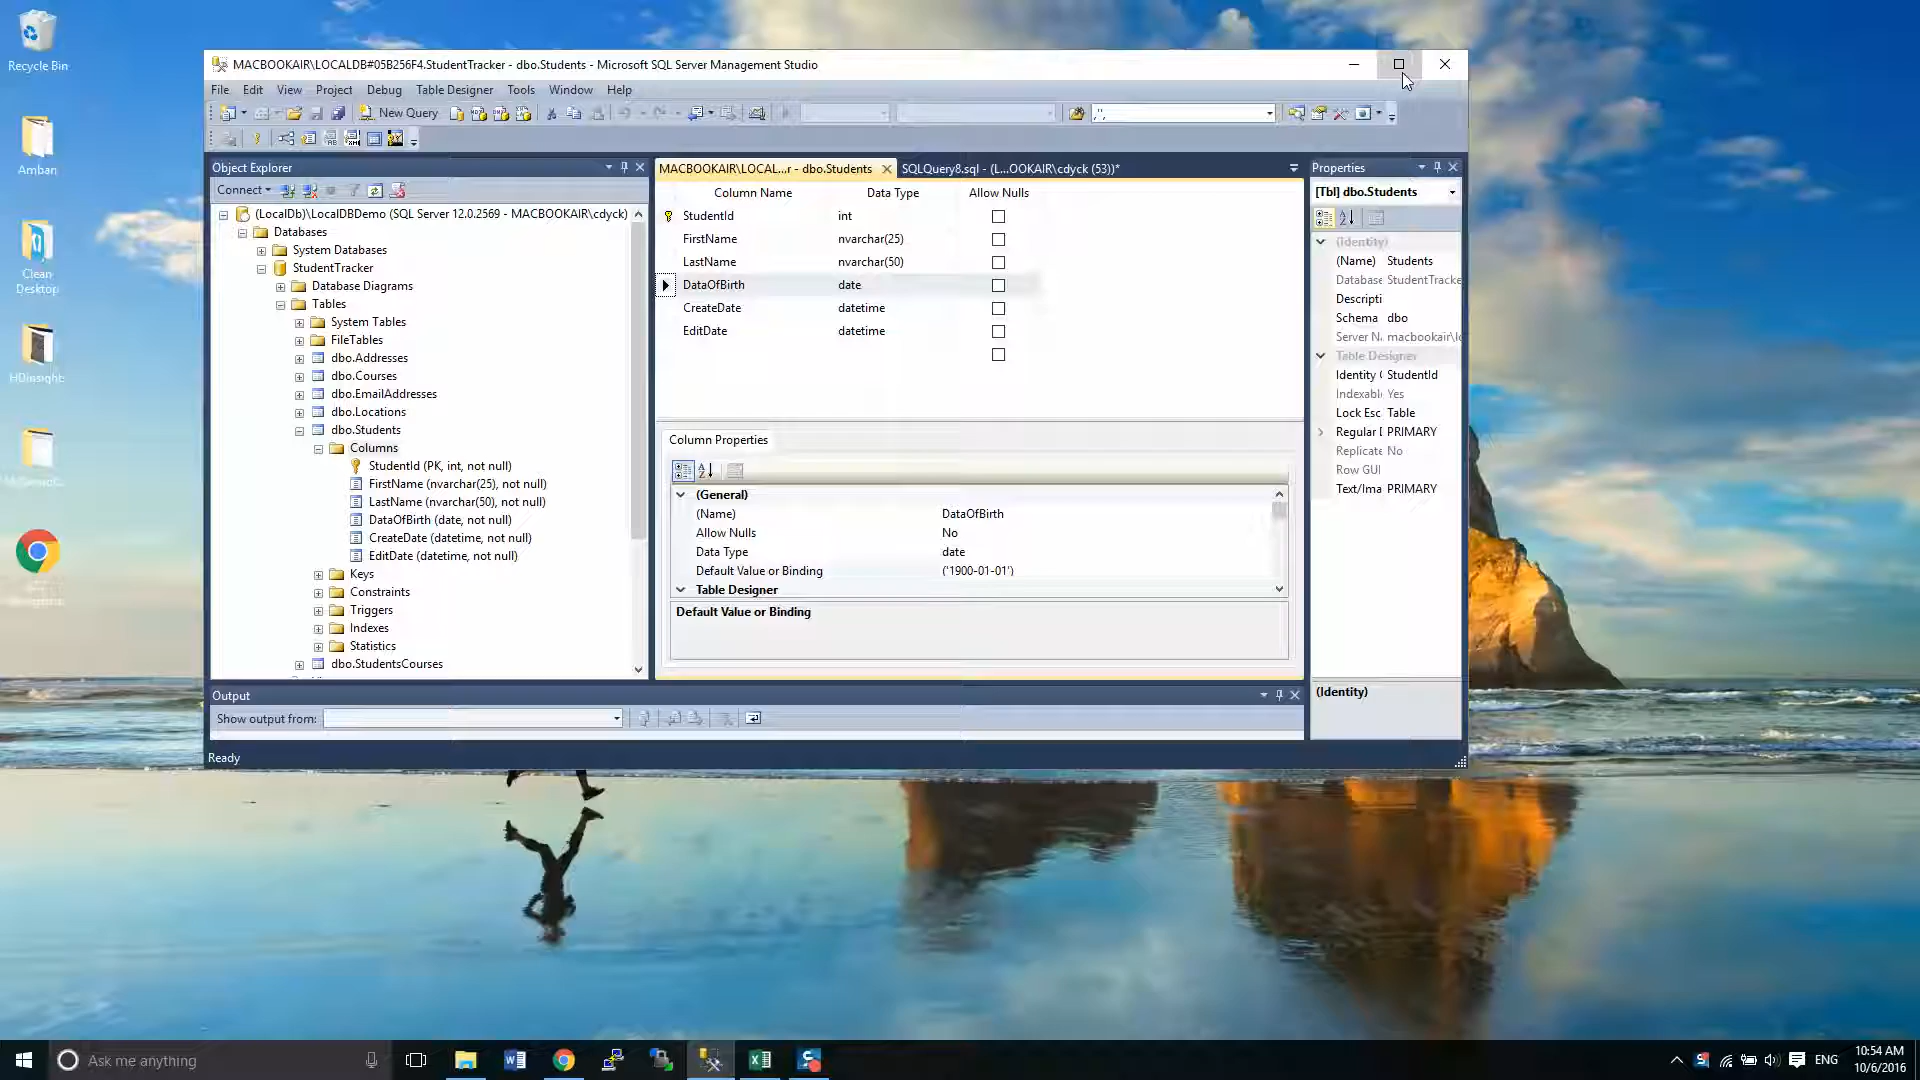 Recycle Bin
Amban
Clean
Desktop
HDInsight
MACBOOKAIR\LOCALDB#05B256F4.StudentTracker - dbo.Students - Microsoft SQL Server Management Studio
File Edit View Project Debug Table Designer Tools Window Help
New Query
Object Explorer
Connect
(LocalDb)\LocalDBDemo (SQL Server 12.0.2569 - MACBOOKAIR\cdyck)
Databases
System Databases
StudentTracker
Database Diagrams
Tables
System Tables
FileTables
dbo.Addresses
dbo.Courses
dbo.EmailAddresses
dbo.Locations
dbo.Students
Columns
StudentId (PK, int, not null)
FirstName (nvarchar(25), not null)
LastName (nvarchar(50), not null)
DataOfBirth (date, not null)
CreateDate (datetime, not null)
EditDate (datetime, not null)
Keys
Constraints
Triggers
Indexes
Statistics
dbo.StudentsCourses
MACBOOKAIR\LOCAL...r - dbo.Students SQLQuery8.sql - (L...OOKAIR\cdyck (53))*
Column Name Data Type Allow Nulls
StudentId int
FirstName nvarchar(25)
LastName nvarchar(50)
DataOfBirth date
CreateDate datetime
EditDate datetime
Column Properties
(General)
(Name) DataOfBirth
Allow Nulls No
Data Type date
Default Value or Binding ('1900-01-01')
Table Designer
Default Value or Binding
Properties
[Tbl] dbo.Students
(Identity)
(Name) Students
Database StudentTracke
Descripti
Schema dbo
Server N macbookair\l
Table Designer
Identity StudentId
Indexabl Yes
Lock Esc Table
Regular PRIMARY
Replicate No
Row GUI
Text/Ima PRIMARY
(Identity)
Output
Show output from:
Ready
Ask me anything
ENG
10:54 AM
10/6/2016